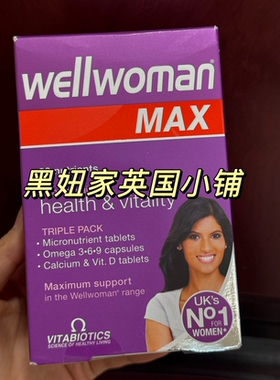 wellwoman®
MAX
nutrients
黑妞家英国小铺
health & vitality
TRIPLE PACK
• Micronutrient tablets
• Omega 3•6•9 capsules
• Calcium & Vit. D tablets
Maximum support
in the Wellwoman range
UK's
No1
FOR
WOMEN
VITABIOTICS
SCIENCE OF HEALTHY LIVING